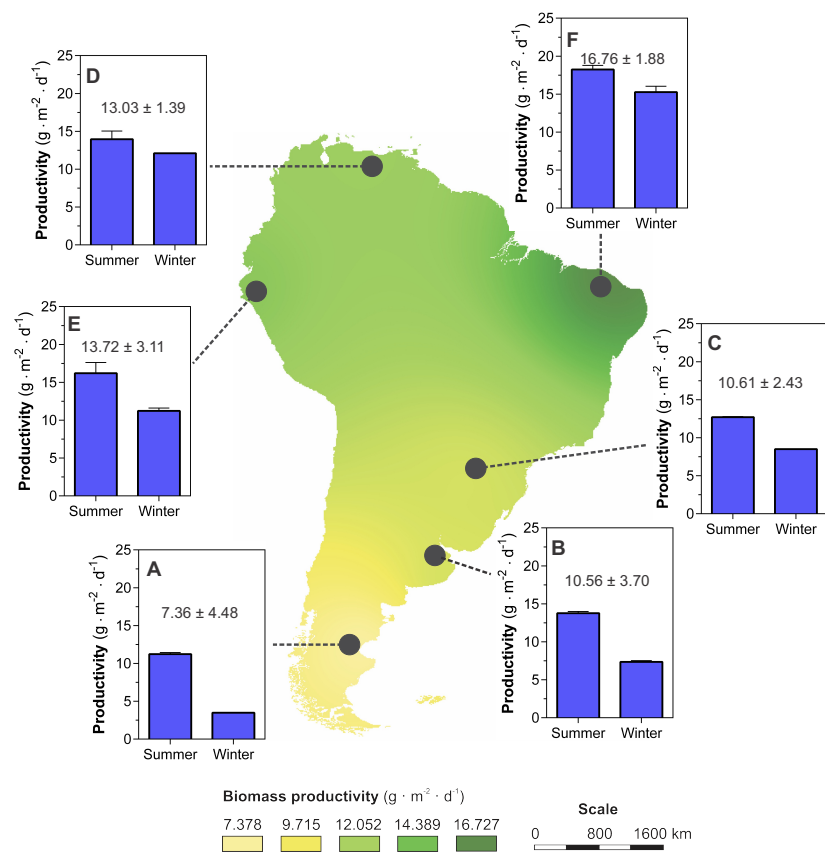 D
13.03 ± 1.39
Productivity (g · m⁻² · d⁻¹)
25
20
15
10
5
0
Summer Winter
F
16.76 ± 1.88
Productivity (g · m⁻² · d⁻¹)
25
20
15
10
5
0
Summer Winter
E
13.72 ± 3.11
Productivity (g · m⁻² · d⁻¹)
25
20
15
10
5
0
Summer Winter
C
10.61 ± 2.43
Productivity (g · m⁻² · d⁻¹)
25
20
15
10
5
0
Summer Winter
A
7.36 ± 4.48
Productivity (g · m⁻² · d⁻¹)
25
20
15
10
5
0
Summer Winter
B
10.56 ± 3.70
Productivity (g · m⁻² · d⁻¹)
25
20
15
10
5
0
Summer Winter
Biomass productivity (g · m⁻² · d⁻¹)
7.378 9.715 12.052 14.389 16.727
Scale
0 800 1600 km